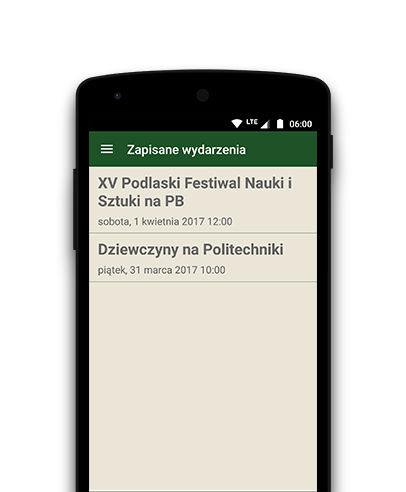 LTE 06:00
Zapisane wydarzenia
XV Podlaski Festiwal Nauki i
Sztuki na PB
sobota, 1 kwietnia 2017 12:00
Dziewczyny na Politechniki
piątek, 31 marca 2017 10:00